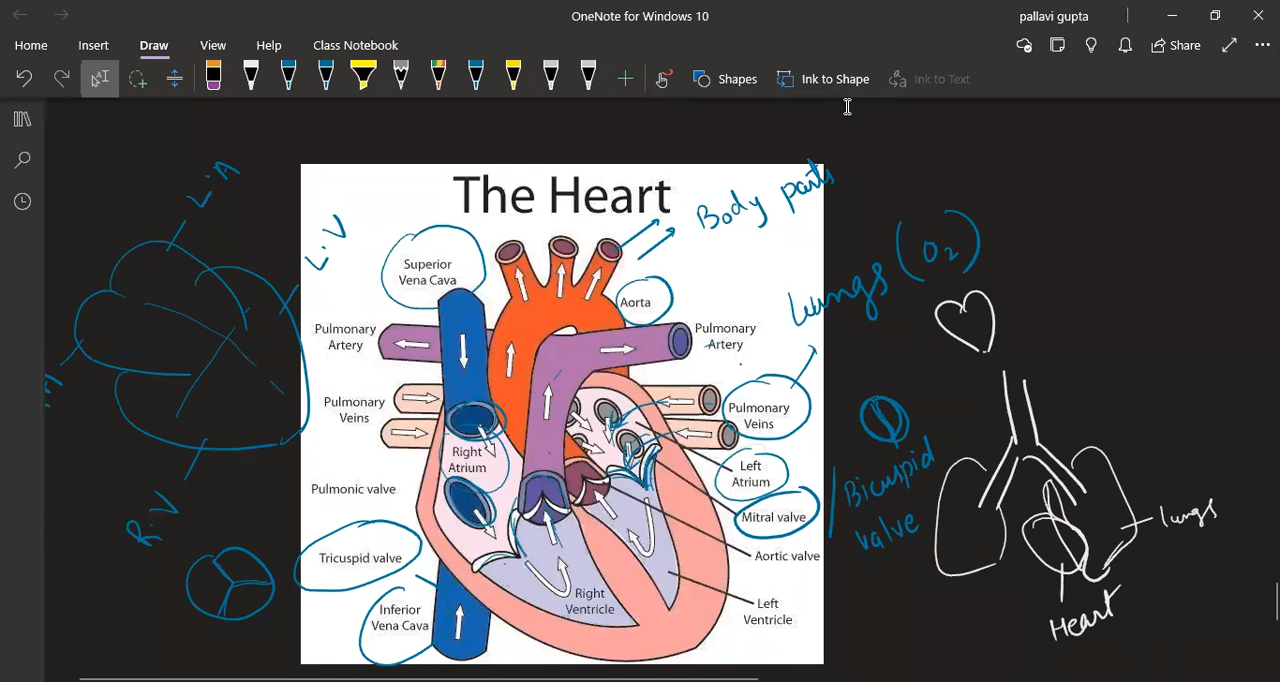 OneNote for Windows 10
pallavi gupta
Home Insert Draw View Help Class Notebook
Share
Shapes Ink to Shape Ink to Text
The Heart
Body parts
L.A
L.V
Superior
Vena Cava
Aorta
Lungs (O2)
Pulmonary
Artery
Pulmonary
Artery
Pulmonary
Veins
Pulmonary
Veins
Right
Atrium
Left
Atrium
Pulmonic valve
Mitral valve
Bicuspid
valve
R.V
lungs
Tricuspid valve
Aortic valve
Inferior
Vena Cava
Right
Ventricle
Left
Ventricle
Heart